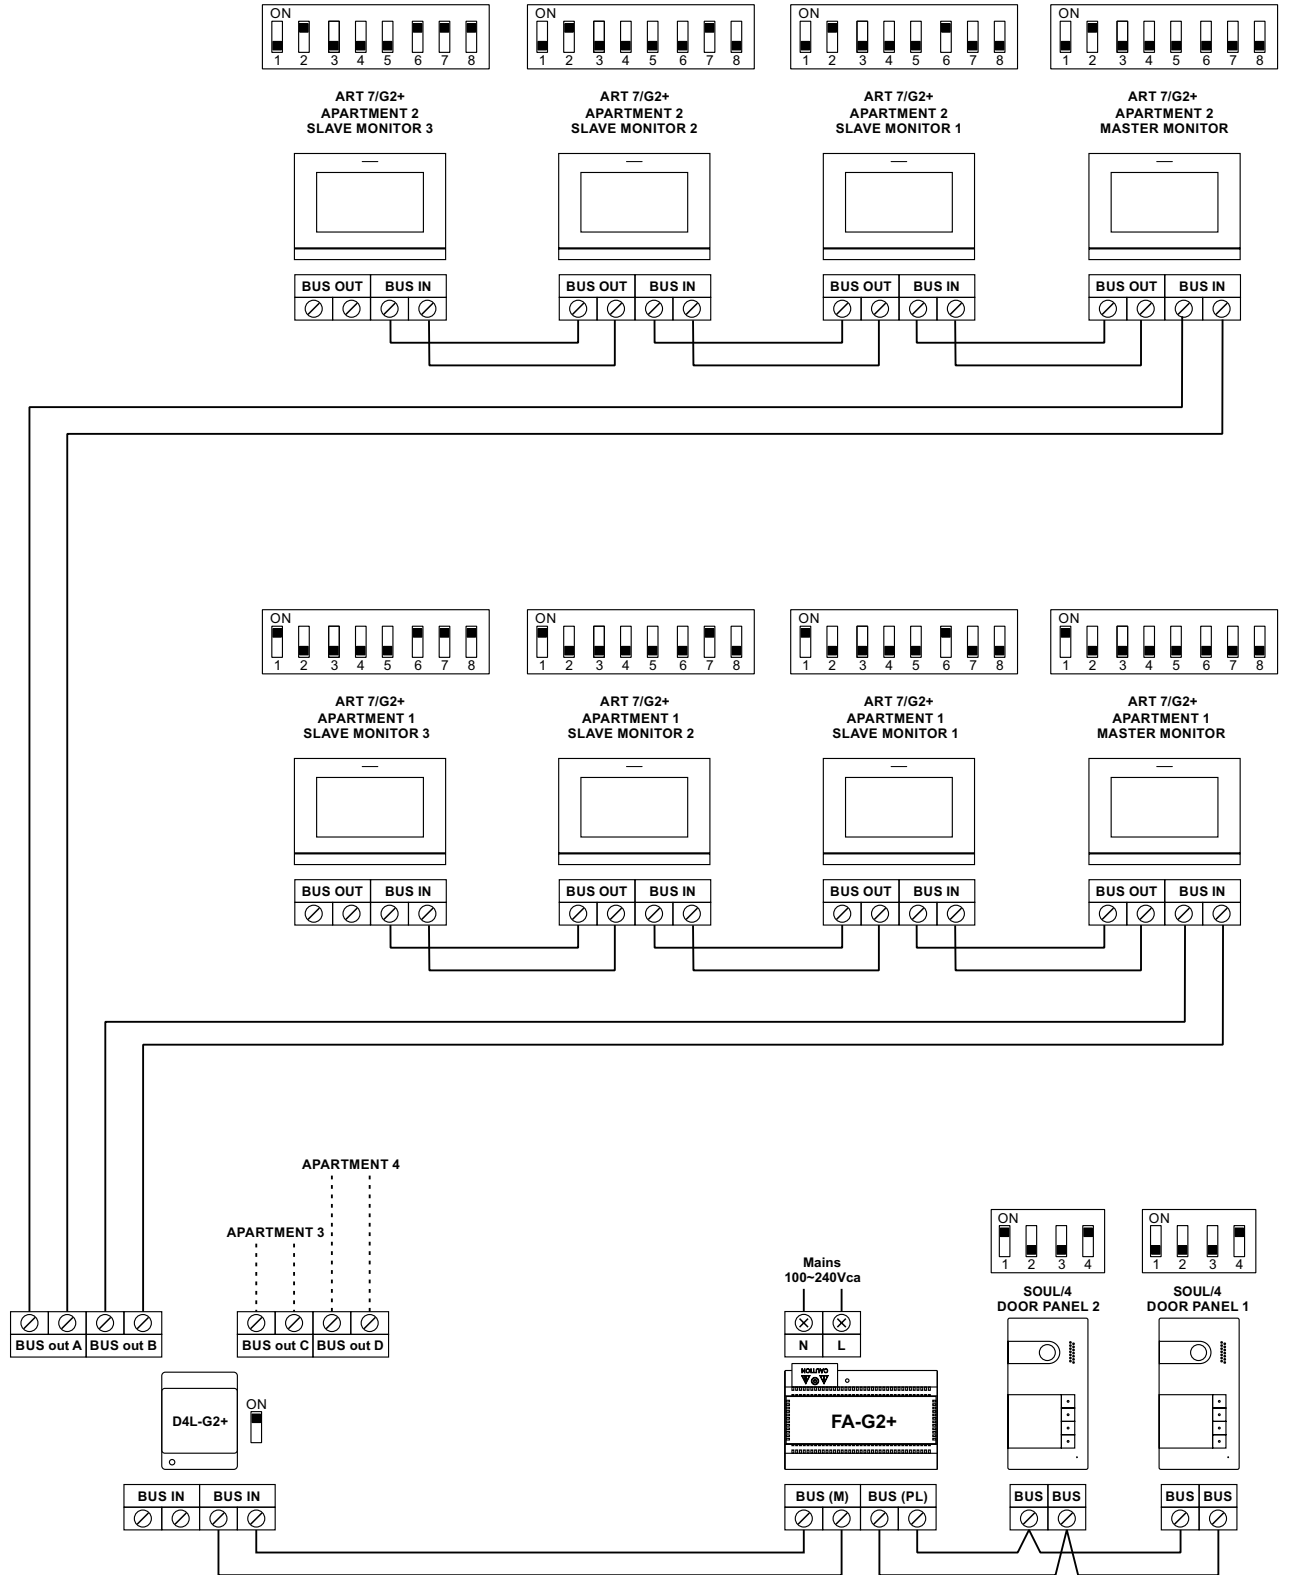 ON ON ON ON
1 2 3 4 5 6 7 8 1 2 3 4 5 6 7 8 1 2 3 4 5 6 7 8 1 2 3 4 5 6 7 8
ART 7/G2+ ART 7/G2+ ART 7/G2+ ART 7/G2+
APARTMENT 2 APARTMENT 2 APARTMENT 2 APARTMENT 2
SLAVE MONITOR 3 SLAVE MONITOR 2 SLAVE MONITOR 1 MASTER MONITOR
BUS OUT BUS IN BUS OUT BUS IN BUS OUT BUS IN BUS OUT BUS IN
ON ON ON ON
1 2 3 4 5 6 7 8 1 2 3 4 5 6 7 8 1 2 3 4 5 6 7 8 1 2 3 4 5 6 7 8
ART 7/G2+ ART 7/G2+ ART 7/G2+ ART 7/G2+
APARTMENT 1 APARTMENT 1 APARTMENT 1 APARTMENT 1
SLAVE MONITOR 3 SLAVE MONITOR 2 SLAVE MONITOR 1 MASTER MONITOR
BUS OUT BUS IN BUS OUT BUS IN BUS OUT BUS IN BUS OUT BUS IN
APARTMENT 4
APARTMENT 3
ON ON
1 2 3 4 1 2 3 4
Mains
100~240Vca
SOUL/4 SOUL/4
DOOR PANEL 2 DOOR PANEL 1
BUS out A BUS out B BUS out C BUS out D N L
CAUTION
ON
D4L-G2+ FA-G2+
BUS IN BUS IN BUS (M) BUS (PL) BUS BUS BUS BUS